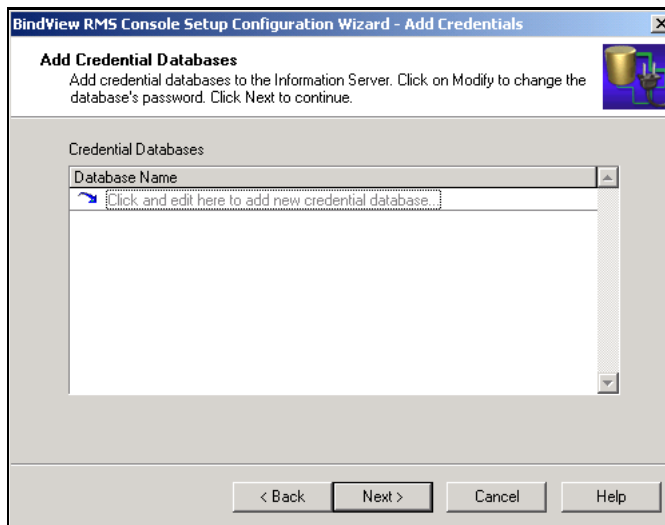 BindView RMS Console Setup Configuration Wizard - Add Credentials
Add Credential Databases
Add credential databases to the Information Server. Click on Modify to change the
database's password. Click Next to continue.
Credential Databases
Database Name
Click and edit here to add new credential database...
< Back
Next >
Cancel
Help